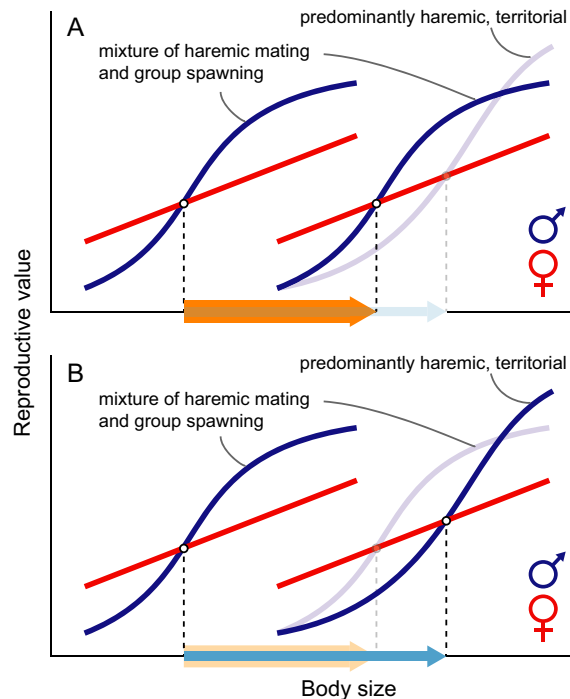 A
predominantly haremic, territorial
mixture of haremic mating
and group spawning
B
predominantly haremic, territorial
mixture of haremic mating
and group spawning
Reproductive value
Body size